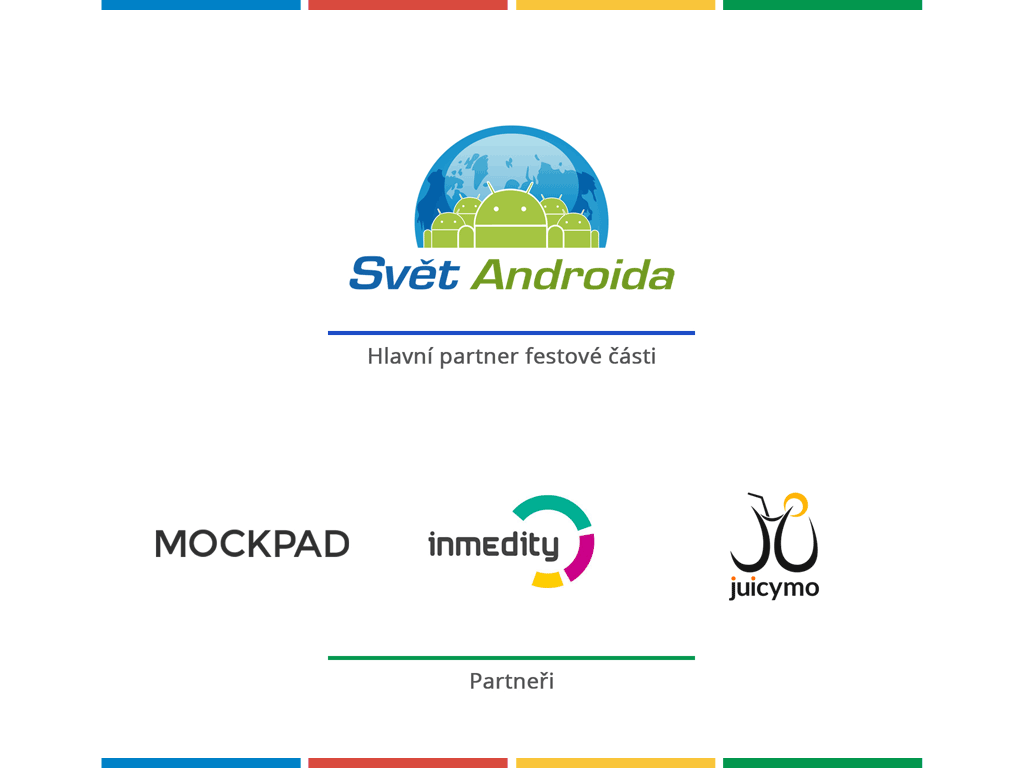 Svět Androida
Hlavní partner festové části
MOCKPAD
inmedity
juicymo
Partneři